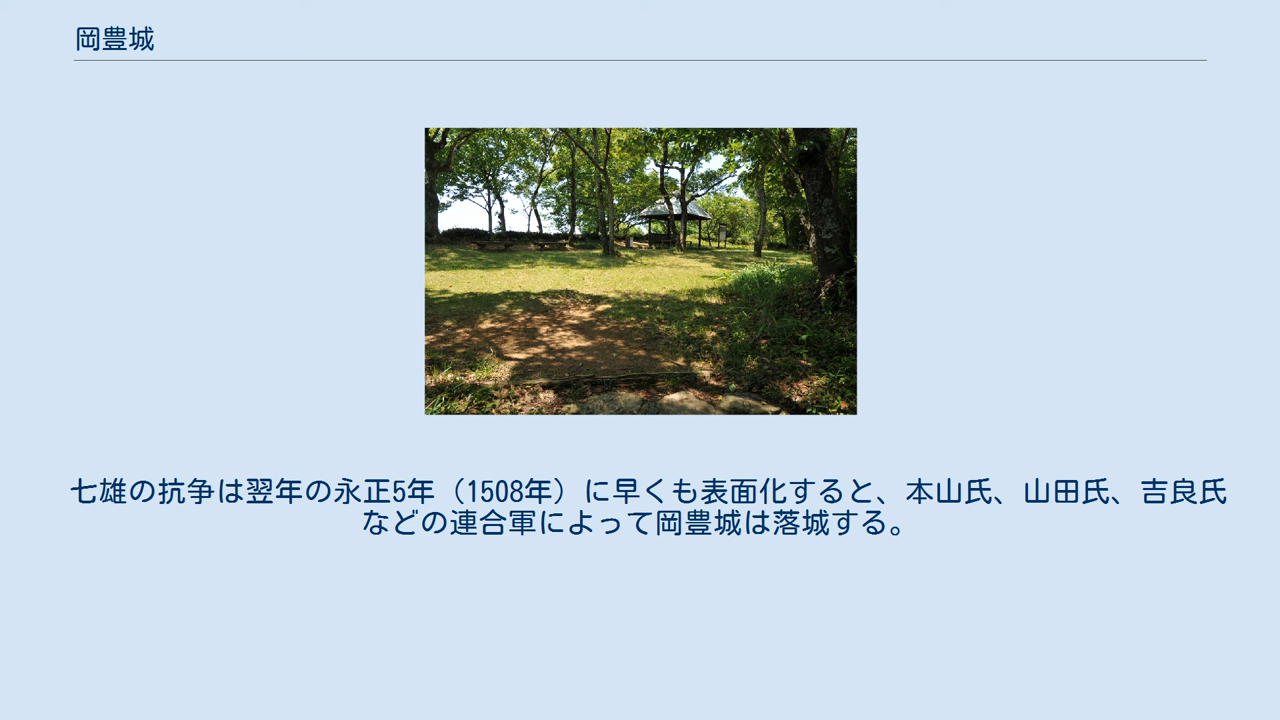 岡豊城
七雄の抗争は翌年の永正5年（1508年）に早くも表面化すると、本山氏、山田氏、吉良氏
などの連合軍によって岡豊城は落城する。